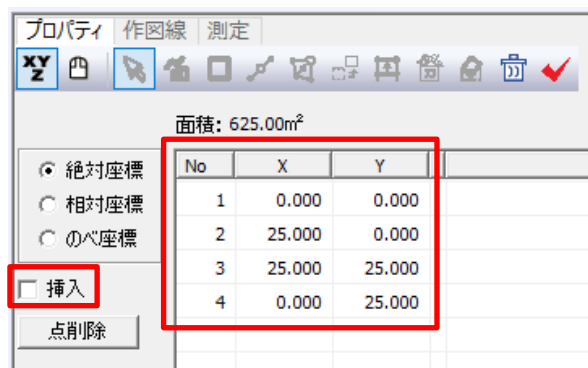 プロパティ 作図線 測定
XYZ
面積: 625.00m²
絶対座標
相対座標
のべ座標
挿入
点削除
No X Y
1 0.000 0.000
2 25.000 0.000
3 25.000 25.000
4 0.000 25.000